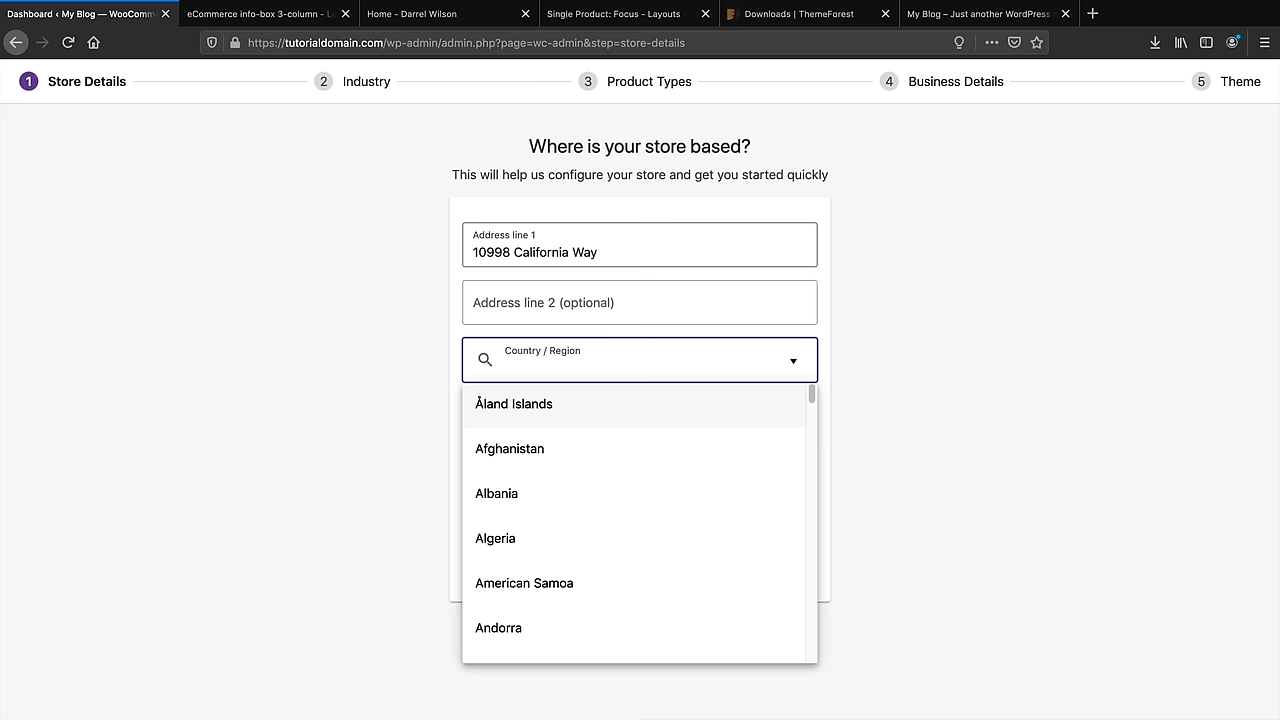 Dashboard ‹ My Blog — WooComm
eCommerce info-box 3-column - La
Home - Darrel Wilson
Single Product: Focus - Layouts
Downloads | ThemeForest
My Blog – Just another WordPress
https://tutorialdomain.com/wp-admin/admin.php?page=wc-admin&step=store-details
1 Store Details
2 Industry
3 Product Types
4 Business Details
5 Theme
Where is your store based?
This will help us configure your store and get you started quickly
Address line 1
10998 California Way
Address line 2 (optional)
Country / Region
Åland Islands
Afghanistan
Albania
Algeria
American Samoa
Andorra